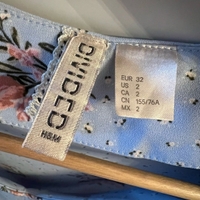 DIVIDED
H&M
EUR 32
US 2
CA 2
CN 155/76A
MX 2